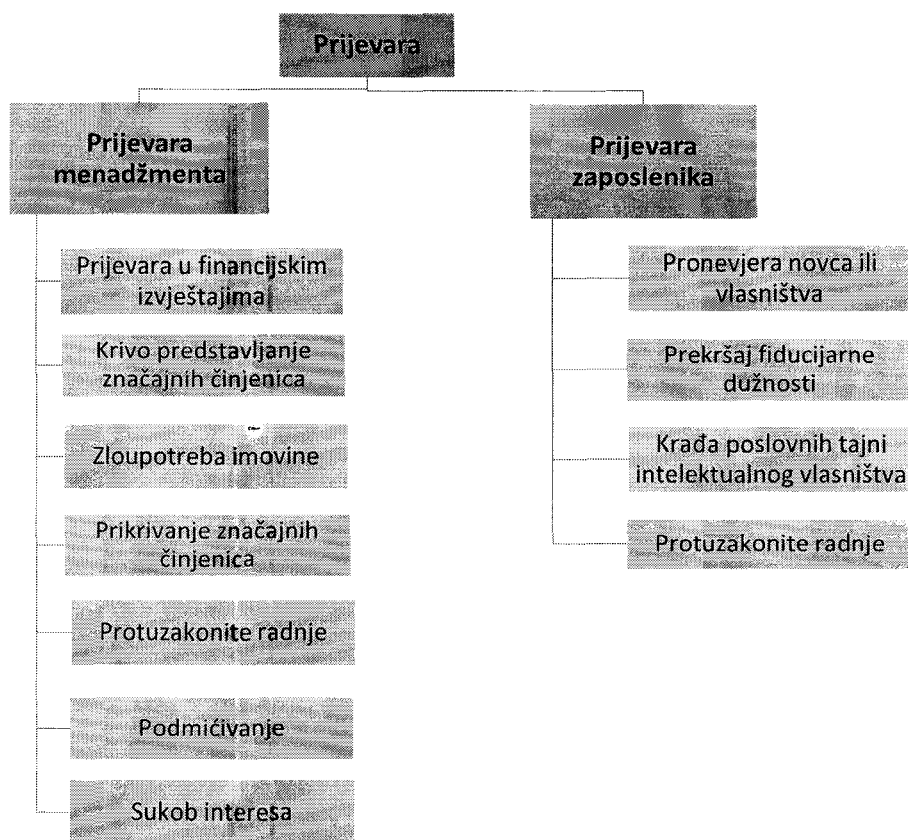 Prijevara
Prijevara
menadžmenta
Prijevara u financijskim
izvještajima
Krivo predstavljanje
značajnih činjenica
Zloupotreba imovine
Prikrivanje značajnih
činjenica
Protuzakonite radnje
Podmićivanje
Sukob interesa
Prijevara
zaposlenika
Pronevjera novca ili
vlasništva
Prekršaj fiducijarne
dužnosti
Krađa poslovnih tajni
intelektualnog vlasništva
Protuzakonite radnje